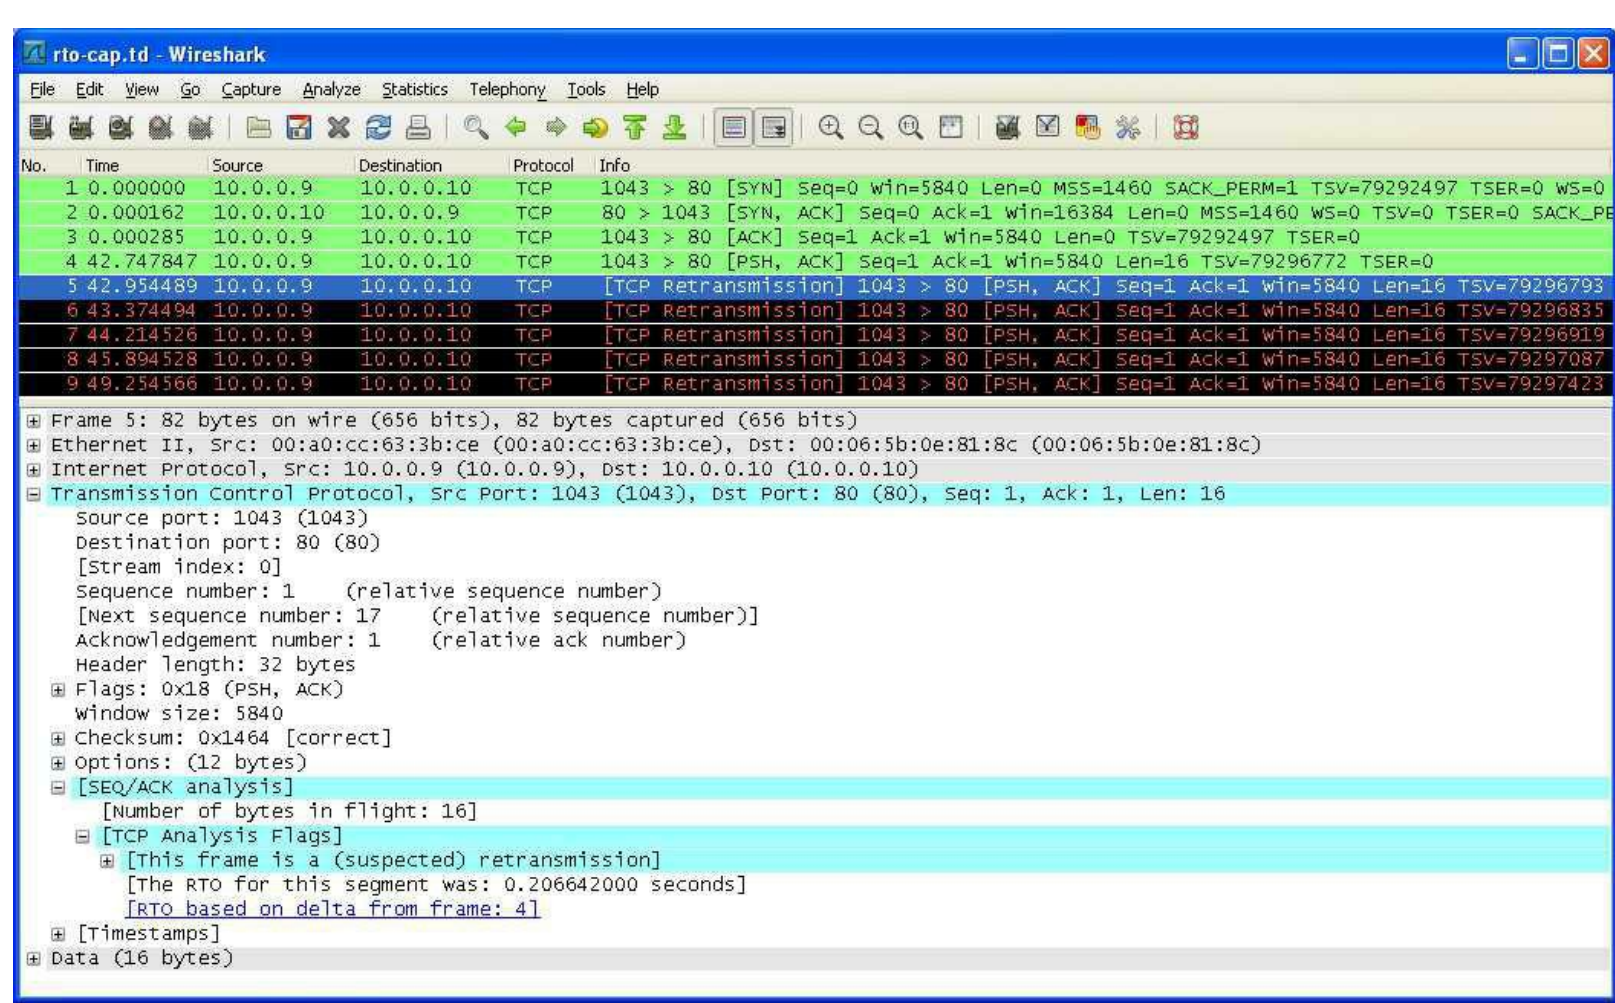 rto-cap.td - Wireshark
File Edit View Go Capture Analyze Statistics Telephony Tools Help
No. Time Source Destination Protocol Info
1 0.000000 10.0.0.9 10.0.0.10 TCP 1043 > 80 [SYN] Seq=0 Win=5840 Len=0 MSS=1460 SACK_PERM=1 TSV=79292497 TSER=0 WS=0
2 0.000162 10.0.0.10 10.0.0.9 TCP 80 > 1043 [SYN, ACK] Seq=0 Ack=1 Win=16384 Len=0 MSS=1460 WS=0 TSV=0 TSER=0 SACK_PE
3 0.000285 10.0.0.9 10.0.0.10 TCP 1043 > 80 [ACK] Seq=1 Ack=1 Win=5840 Len=0 TSV=79292497 TSER=0
4 42.747847 10.0.0.9 10.0.0.10 TCP 1043 > 80 [PSH, ACK] Seq=1 Ack=1 Win=5840 Len=16 TSV=79296772 TSER=0
5 42.954489 10.0.0.9 10.0.0.10 TCP [TCP Retransmission] 1043 > 80 [PSH, ACK] Seq=1 Ack=1 Win=5840 Len=16 TSV=79296793
6 43.374494 10.0.0.9 10.0.0.10 TCP [TCP Retransmission] 1043 > 80 [PSH, ACK] Seq=1 Ack=1 Win=5840 Len=16 TSV=79296835
7 44.214526 10.0.0.9 10.0.0.10 TCP [TCP Retransmission] 1043 > 80 [PSH, ACK] Seq=1 Ack=1 Win=5840 Len=16 TSV=79296919
8 45.894528 10.0.0.9 10.0.0.10 TCP [TCP Retransmission] 1043 > 80 [PSH, ACK] Seq=1 Ack=1 Win=5840 Len=16 TSV=79297087
9 49.254566 10.0.0.9 10.0.0.10 TCP [TCP Retransmission] 1043 > 80 [PSH, ACK] Seq=1 Ack=1 Win=5840 Len=16 TSV=79297423
Frame 5: 82 bytes on wire (656 bits), 82 bytes captured (656 bits)
Ethernet II, Src: 00:a0:cc:63:3b:ce (00:a0:cc:63:3b:ce), Dst: 00:06:5b:0e:81:8c (00:06:5b:0e:81:8c)
Internet Protocol, Src: 10.0.0.9 (10.0.0.9), Dst: 10.0.0.10 (10.0.0.10)
Transmission Control Protocol, Src Port: 1043 (1043), Dst Port: 80 (80), Seq: 1, Ack: 1, Len: 16
Source port: 1043 (1043)
Destination port: 80 (80)
[Stream index: 0]
Sequence number: 1 (relative sequence number)
[Next sequence number: 17 (relative sequence number)]
Acknowledgement number: 1 (relative ack number)
Header length: 32 bytes
Flags: 0x18 (PSH, ACK)
Window size: 5840
Checksum: 0x1464 [correct]
Options: (12 bytes)
[SEQ/ACK analysis]
[Number of bytes in flight: 16]
[TCP Analysis Flags]
[This frame is a (suspected) retransmission]
[The RTO for this segment was: 0.206642000 seconds]
[RTO based on delta from frame: 4]
[Timestamps]
Data (16 bytes)